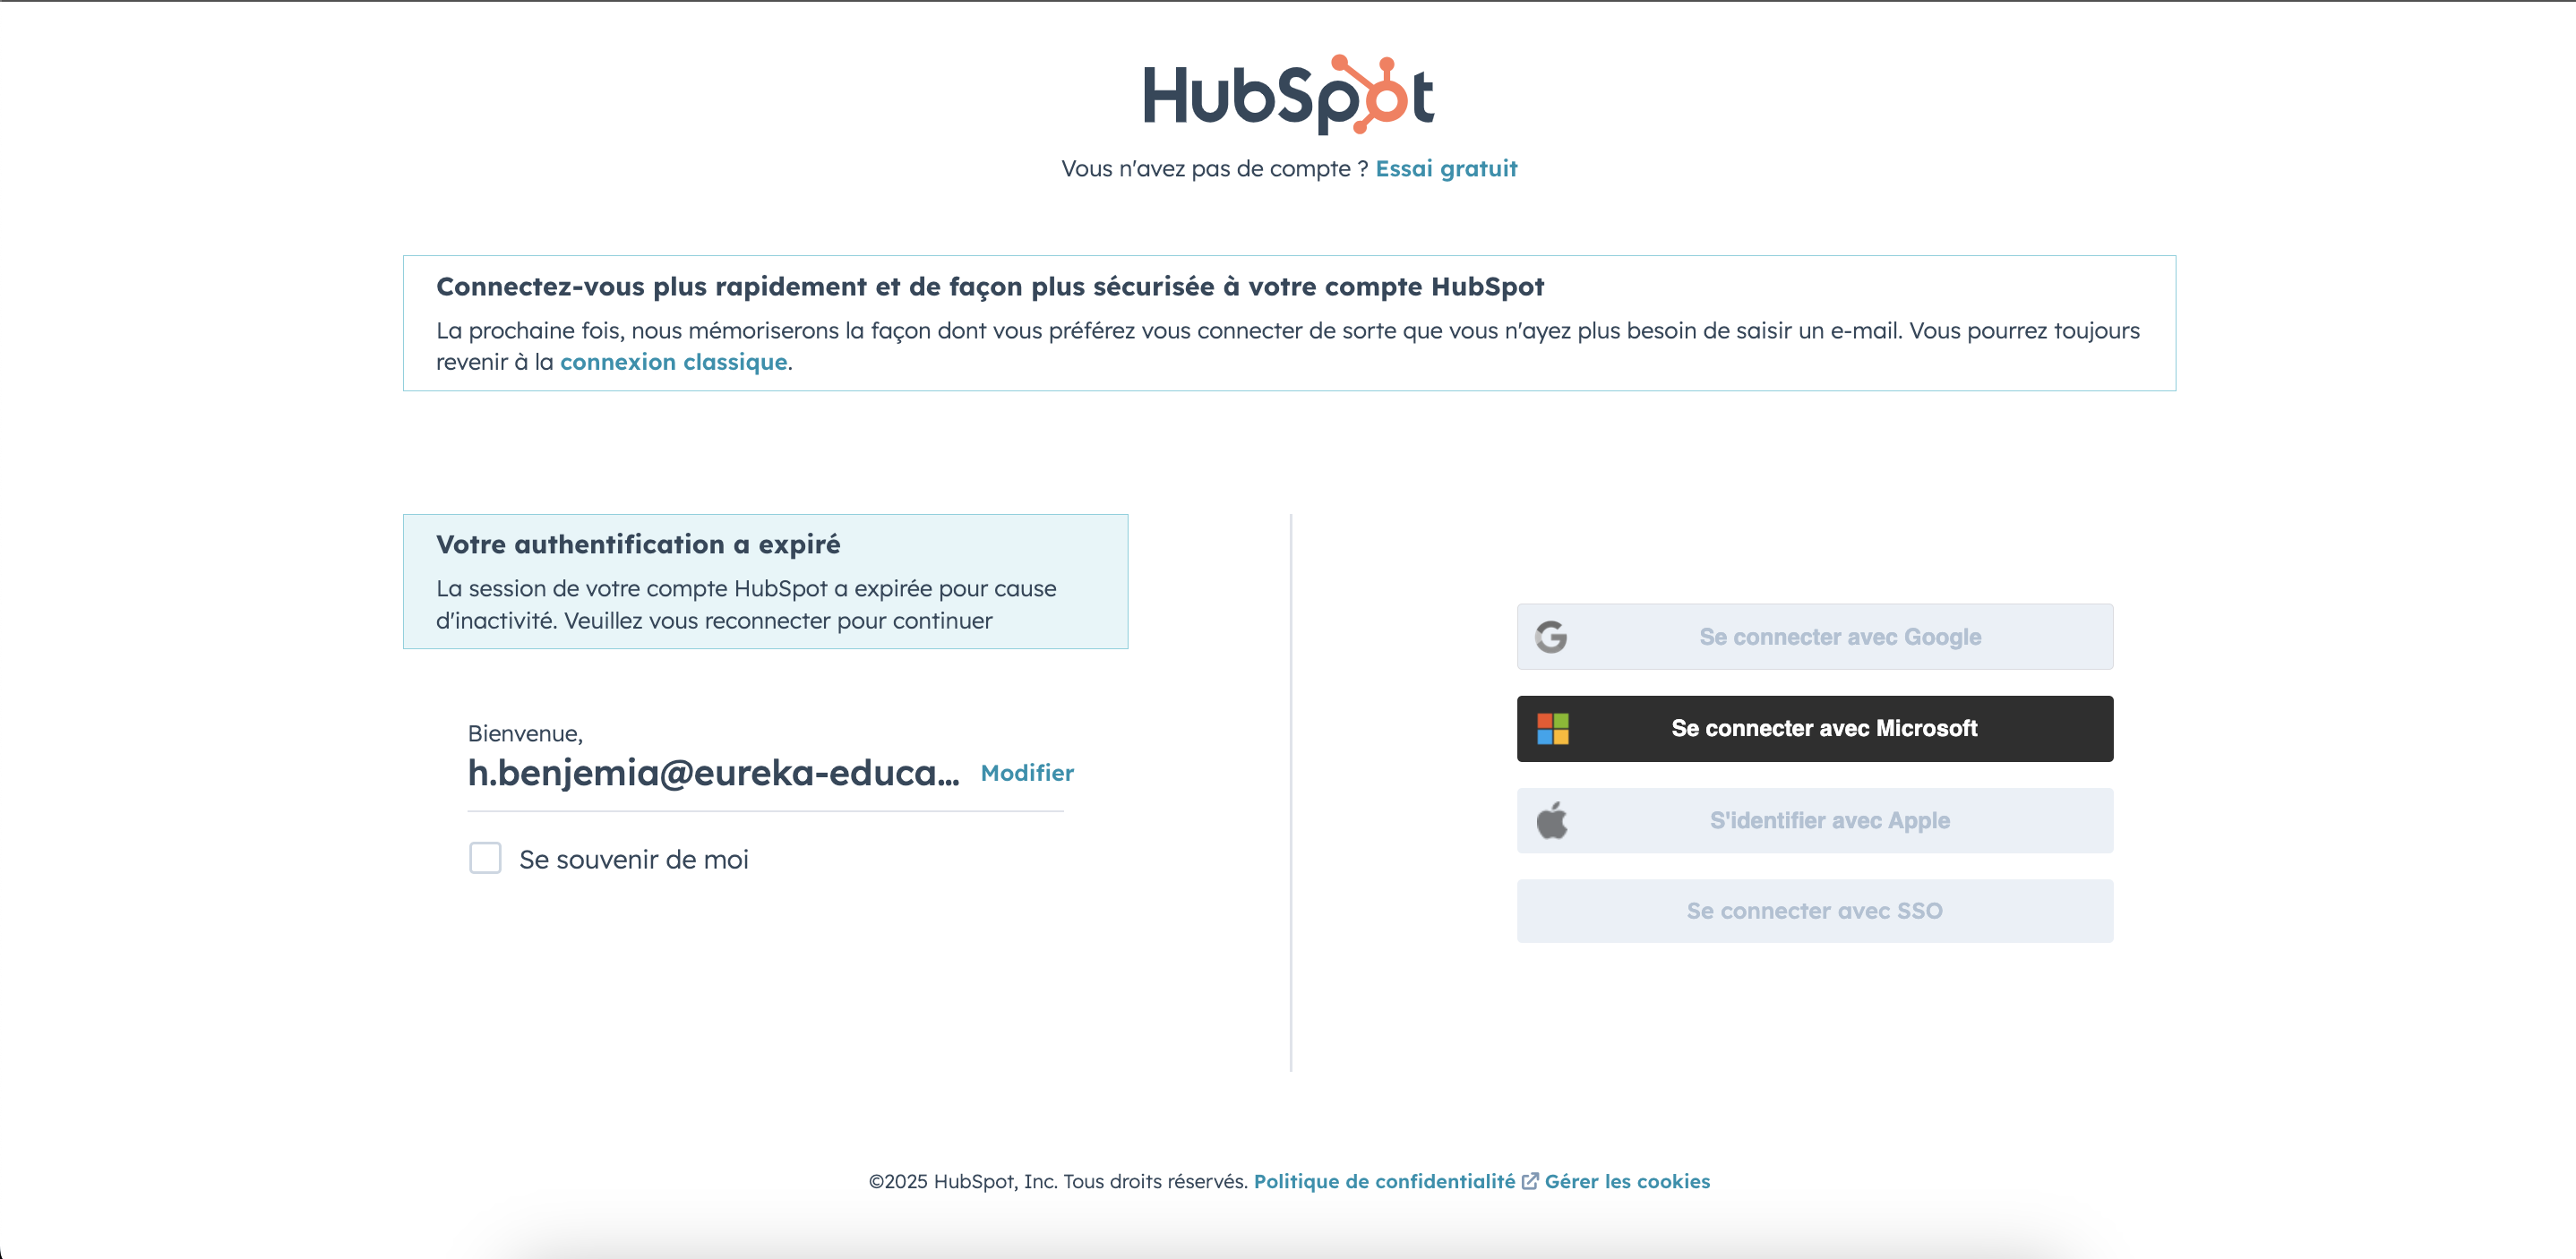 HubSpot
Vous n'avez pas de compte ? Essai gratuit
Connectez-vous plus rapidement et de façon plus sécurisée à votre compte HubSpot
La prochaine fois, nous mémoriserons la façon dont vous préférez vous connecter de sorte que vous n'ayez plus besoin de saisir un e-mail. Vous pourrez toujours
revenir à la connexion classique.
Votre authentification a expiré
La session de votre compte HubSpot a expirée pour cause
d'inactivité. Veuillez vous reconnecter pour continuer
Bienvenue,
h.benjemia@eureka-educa... Modifier
Se souvenir de moi
Se connecter avec Google
Se connecter avec Microsoft
S'identifier avec Apple
Se connecter avec SSO
©2025 HubSpot, Inc. Tous droits réservés. Politique de confidentialité Gérer les cookies